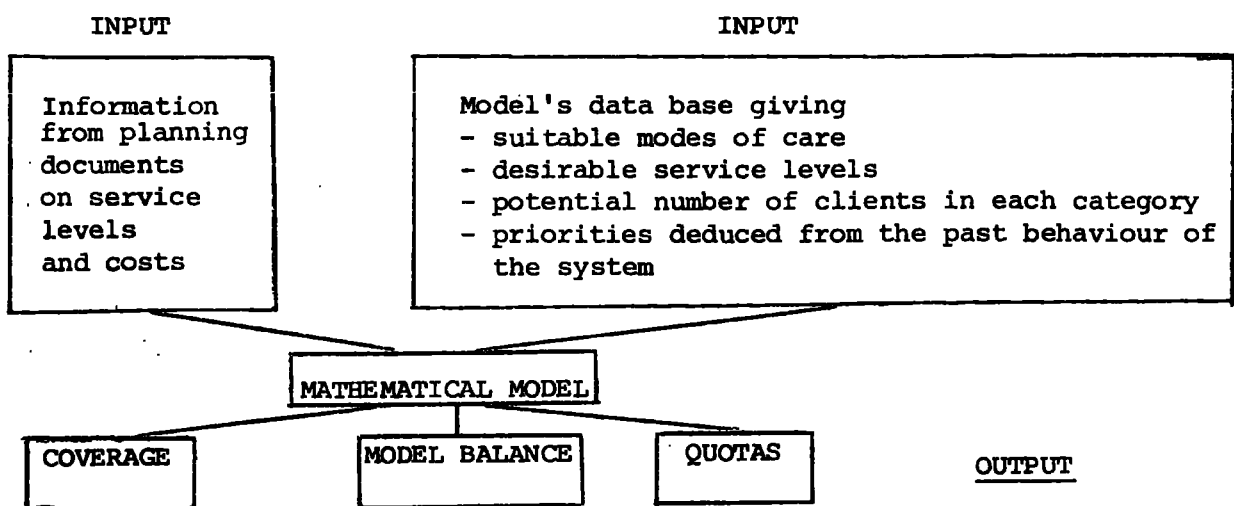 INPUT
INPUT
Information
from planning
documents
on service
levels
and costs
Model's data base giving
- suitable modes of care
- desirable service levels
- potential number of clients in each category
- priorities deduced from the past behaviour of
the system
MATHEMATICAL MODEL
COVERAGE
MODEL BALANCE
QUOTAS
OUTPUT